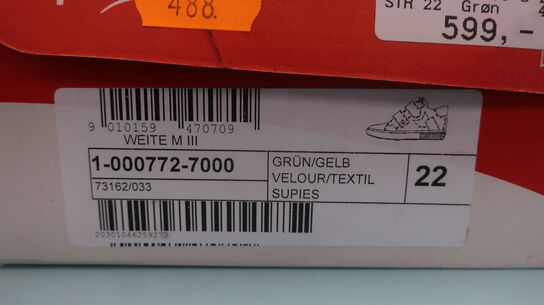 488.
STR 22 Grøn
599,-
9 010159 470709
WEITE M III
1-000772-7000
73162/033
GRÜN/GELB
VELOUR/TEXTIL
SUPIES
22
20301046259272